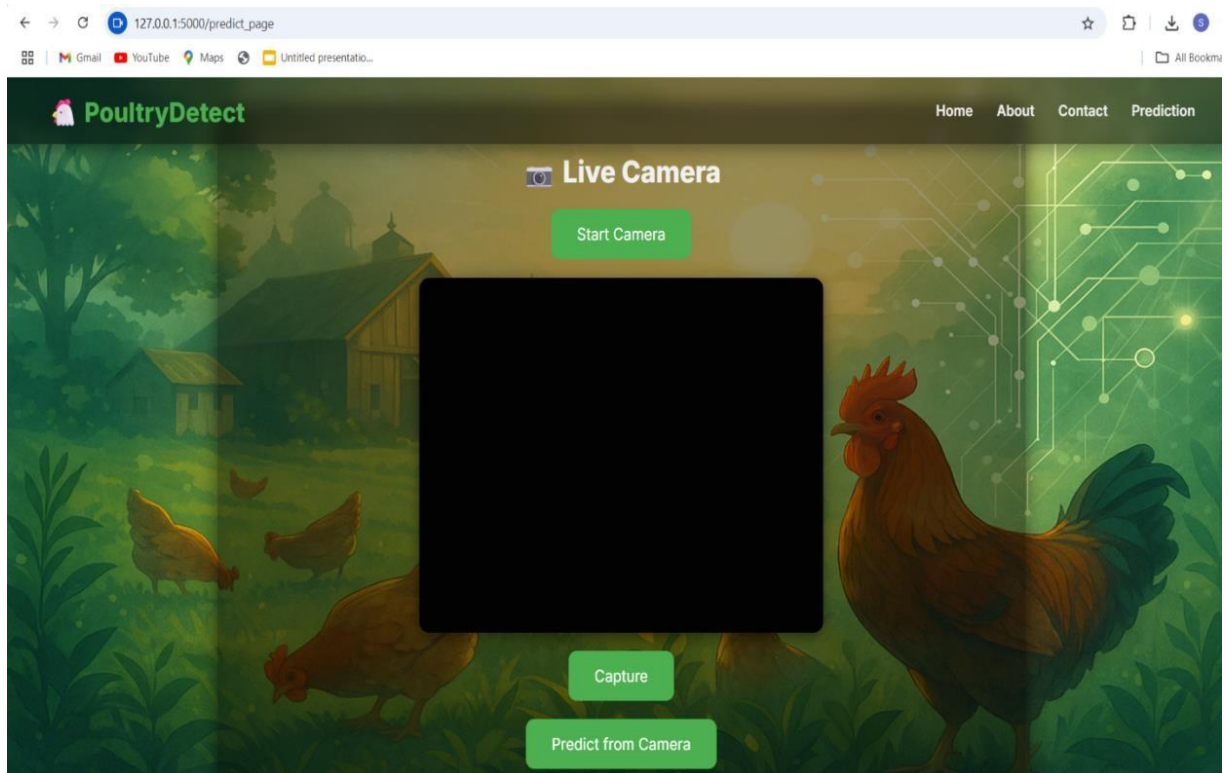 127.0.0.1:5000/predict_page
S
Gmail YouTube Maps Untitled presentatio... All Bookma
PoultryDetect Home About Contact Prediction
Live Camera
Start Camera
Capture
Predict from Camera